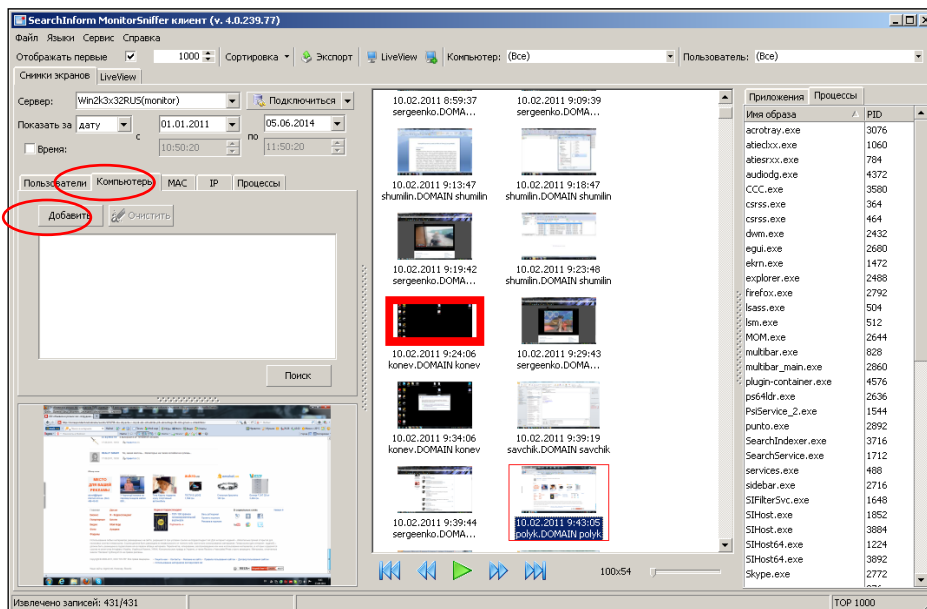 SearchInform MonitorSniffer клиент (v. 4.0.239.77)
Файл Языки Сервис Справка
Отображать первые 1000 Сортировка Экспорт LiveView Компьютер: (Все) Пользователь: (Все)
Снимки экранов LiveView
Сервер: Win2k3x32RUS(monitor) Подключиться
Показать за дату с 01.01.2011 по 05.06.2014
Время: 10:50:20 11:50:20
Пользователи Компьютеры MAC IP Процессы
Добавить Очистить
Поиск
10.02.2011 8:59:37 10.02.2011 9:09:39
sergeenko.DOMA... sergeenko.DOMA...
10.02.2011 9:13:47 10.02.2011 9:18:47
shumilin.DOMAIN shumilin shumilin.DOMAIN shumilin
10.02.2011 9:19:42 10.02.2011 9:23:48
sergeenko.DOMA... shumilin.DOMAIN shumilin
10.02.2011 9:24:06 10.02.2011 9:29:43
konev.DOMAIN konev sergeenko.DOMA...
10.02.2011 9:34:06 10.02.2011 9:39:19
konev.DOMAIN konev savchik.DOMAIN savchik
10.02.2011 9:39:44 10.02.2011 9:43:05
sergeenko.DOMA... polyk.DOMAIN polyk
100x54
Приложения Процессы
Имя образа PID
acrotray.exe 3076
atieclxx.exe 1060
atiesrxx.exe 784
audiodg.exe 4372
CCC.exe 3580
csrss.exe 364
csrss.exe 464
dwm.exe 2432
egui.exe 2680
ekrn.exe 1472
explorer.exe 2488
firefox.exe 2792
lsass.exe 504
lsm.exe 512
MOM.exe 2644
multibar.exe 828
multibar_main.exe 2860
plugin-container.exe 4576
ps64ldr.exe 2636
PsiService_2.exe 1544
punto.exe 2892
SearchIndexer.exe 3716
SearchService.exe 1712
services.exe 488
sidebar.exe 2716
SIFilterSvc.exe 1648
SIHost.exe 1852
SIHost.exe 3884
SIHost64.exe 1224
SIHost64.exe 3892
Skype.exe 2772
МЕСТО
ДЛЯ ВАШЕЙ
РЕКЛАМЫ
Извлечено записей: 431/431 TOP 1000